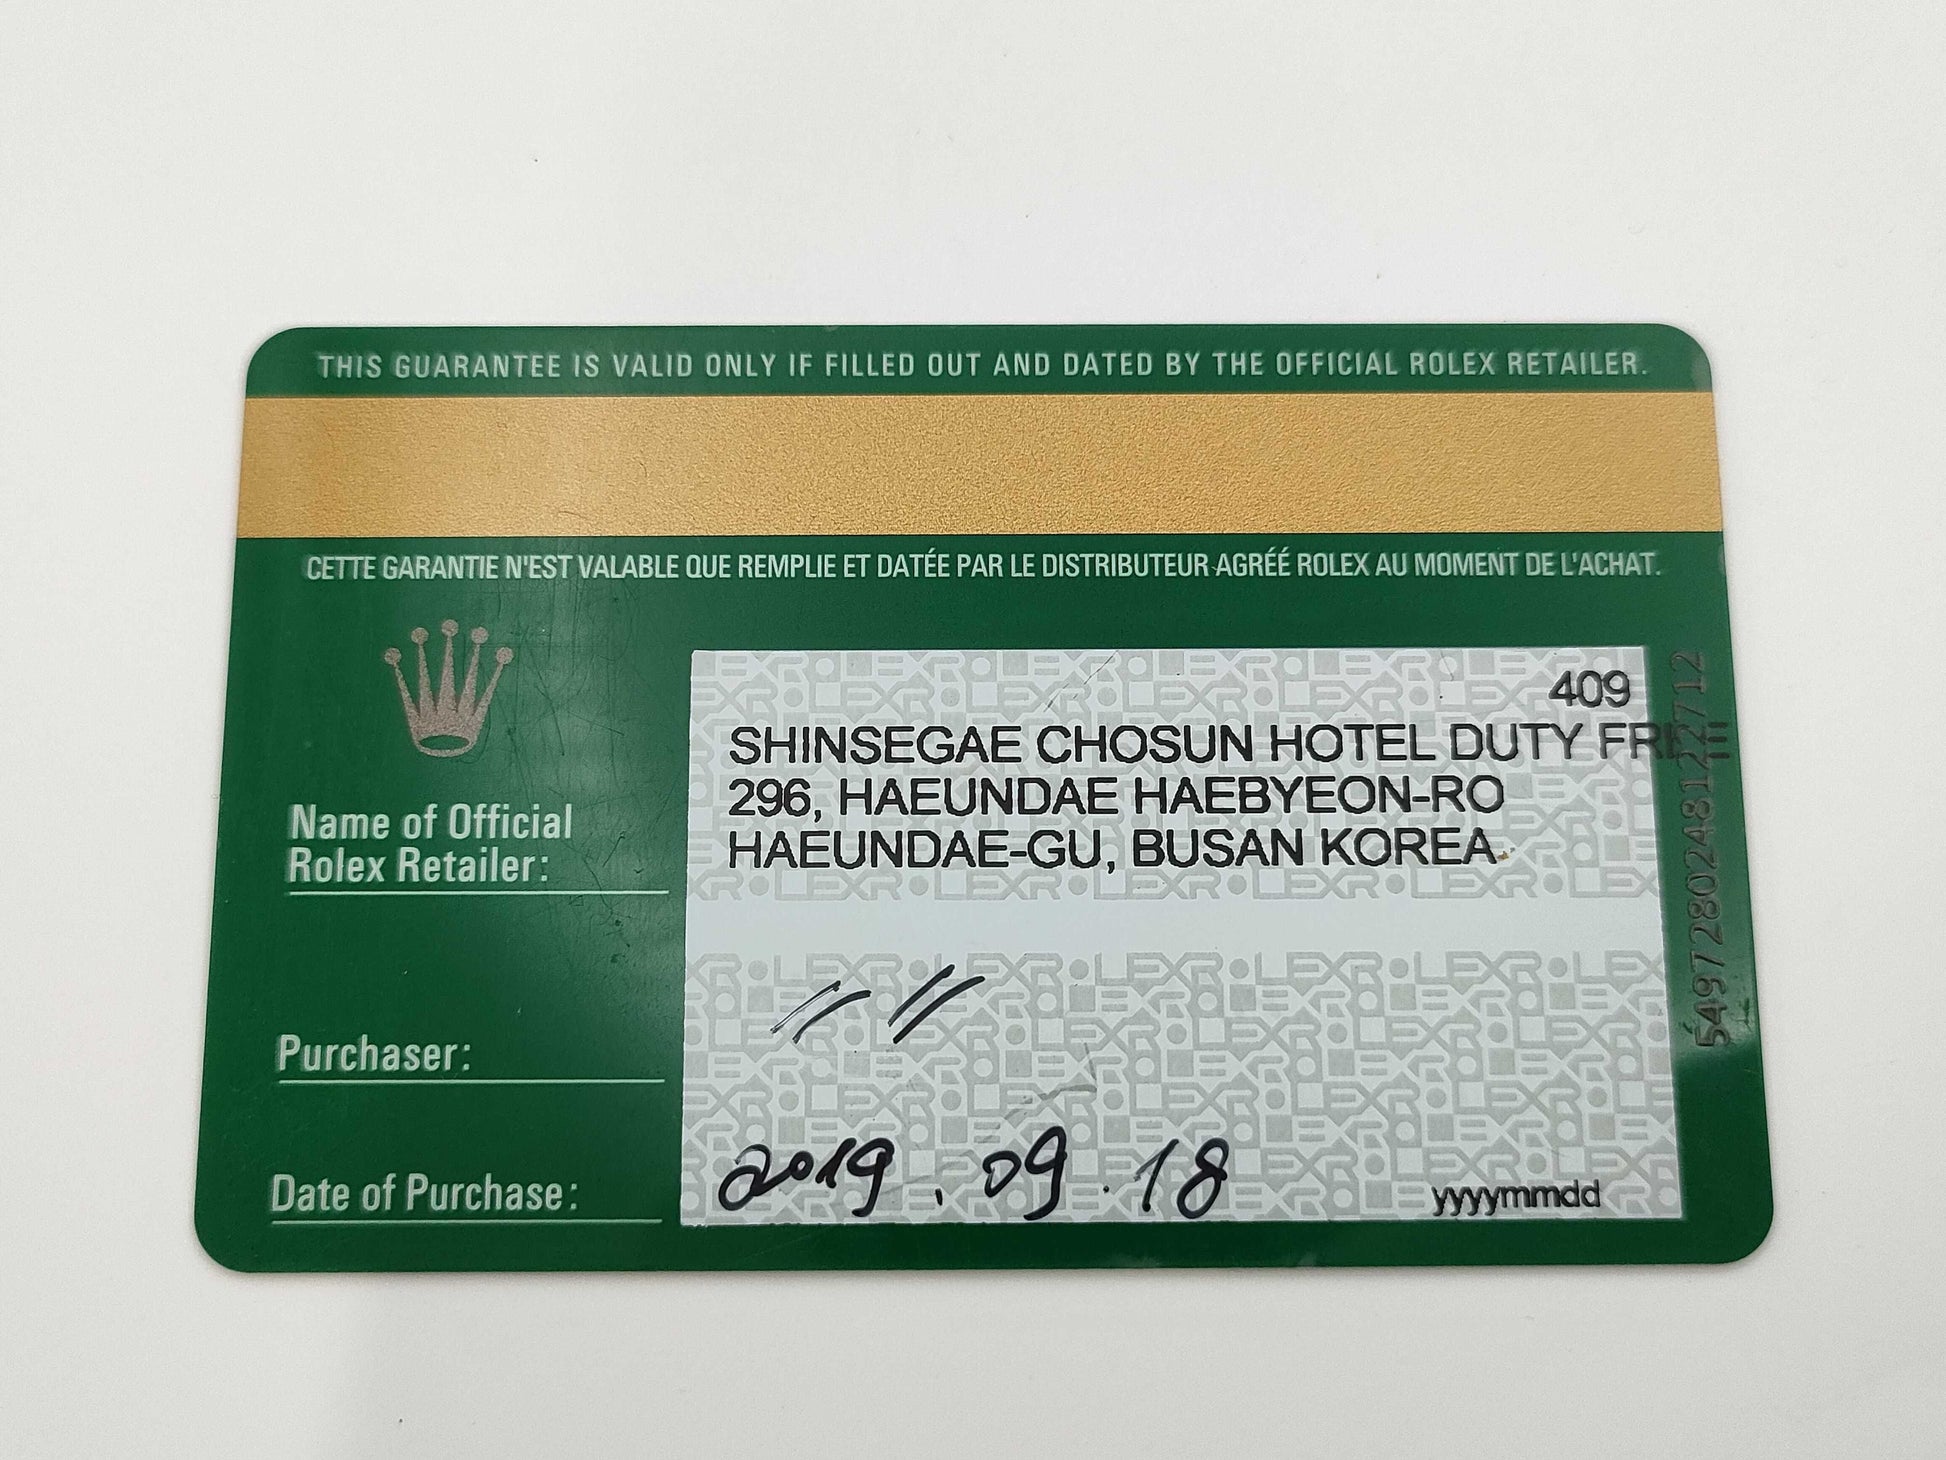 THIS GUARANTEE IS VALID ONLY IF FILLED OUT AND DATED BY THE OFFICIAL ROLEX RETAILER.
CETTE GARANTIE N'EST VALABLE QUE REMPLIE ET DATÉE PAR LE DISTRIBUTEUR AGRÉÉ ROLEX AU MOMENT DE L'ACHAT.
409
SHINSEGAE CHOSUN HOTEL DUTY FREE
296, HAEUNDAE HAEBYEON-RO
HAEUNDAE-GU, BUSAN KOREA
Name of Official
Rolex Retailer:
Purchaser:
Date of Purchase:
2019.09.18
yyyymmdd